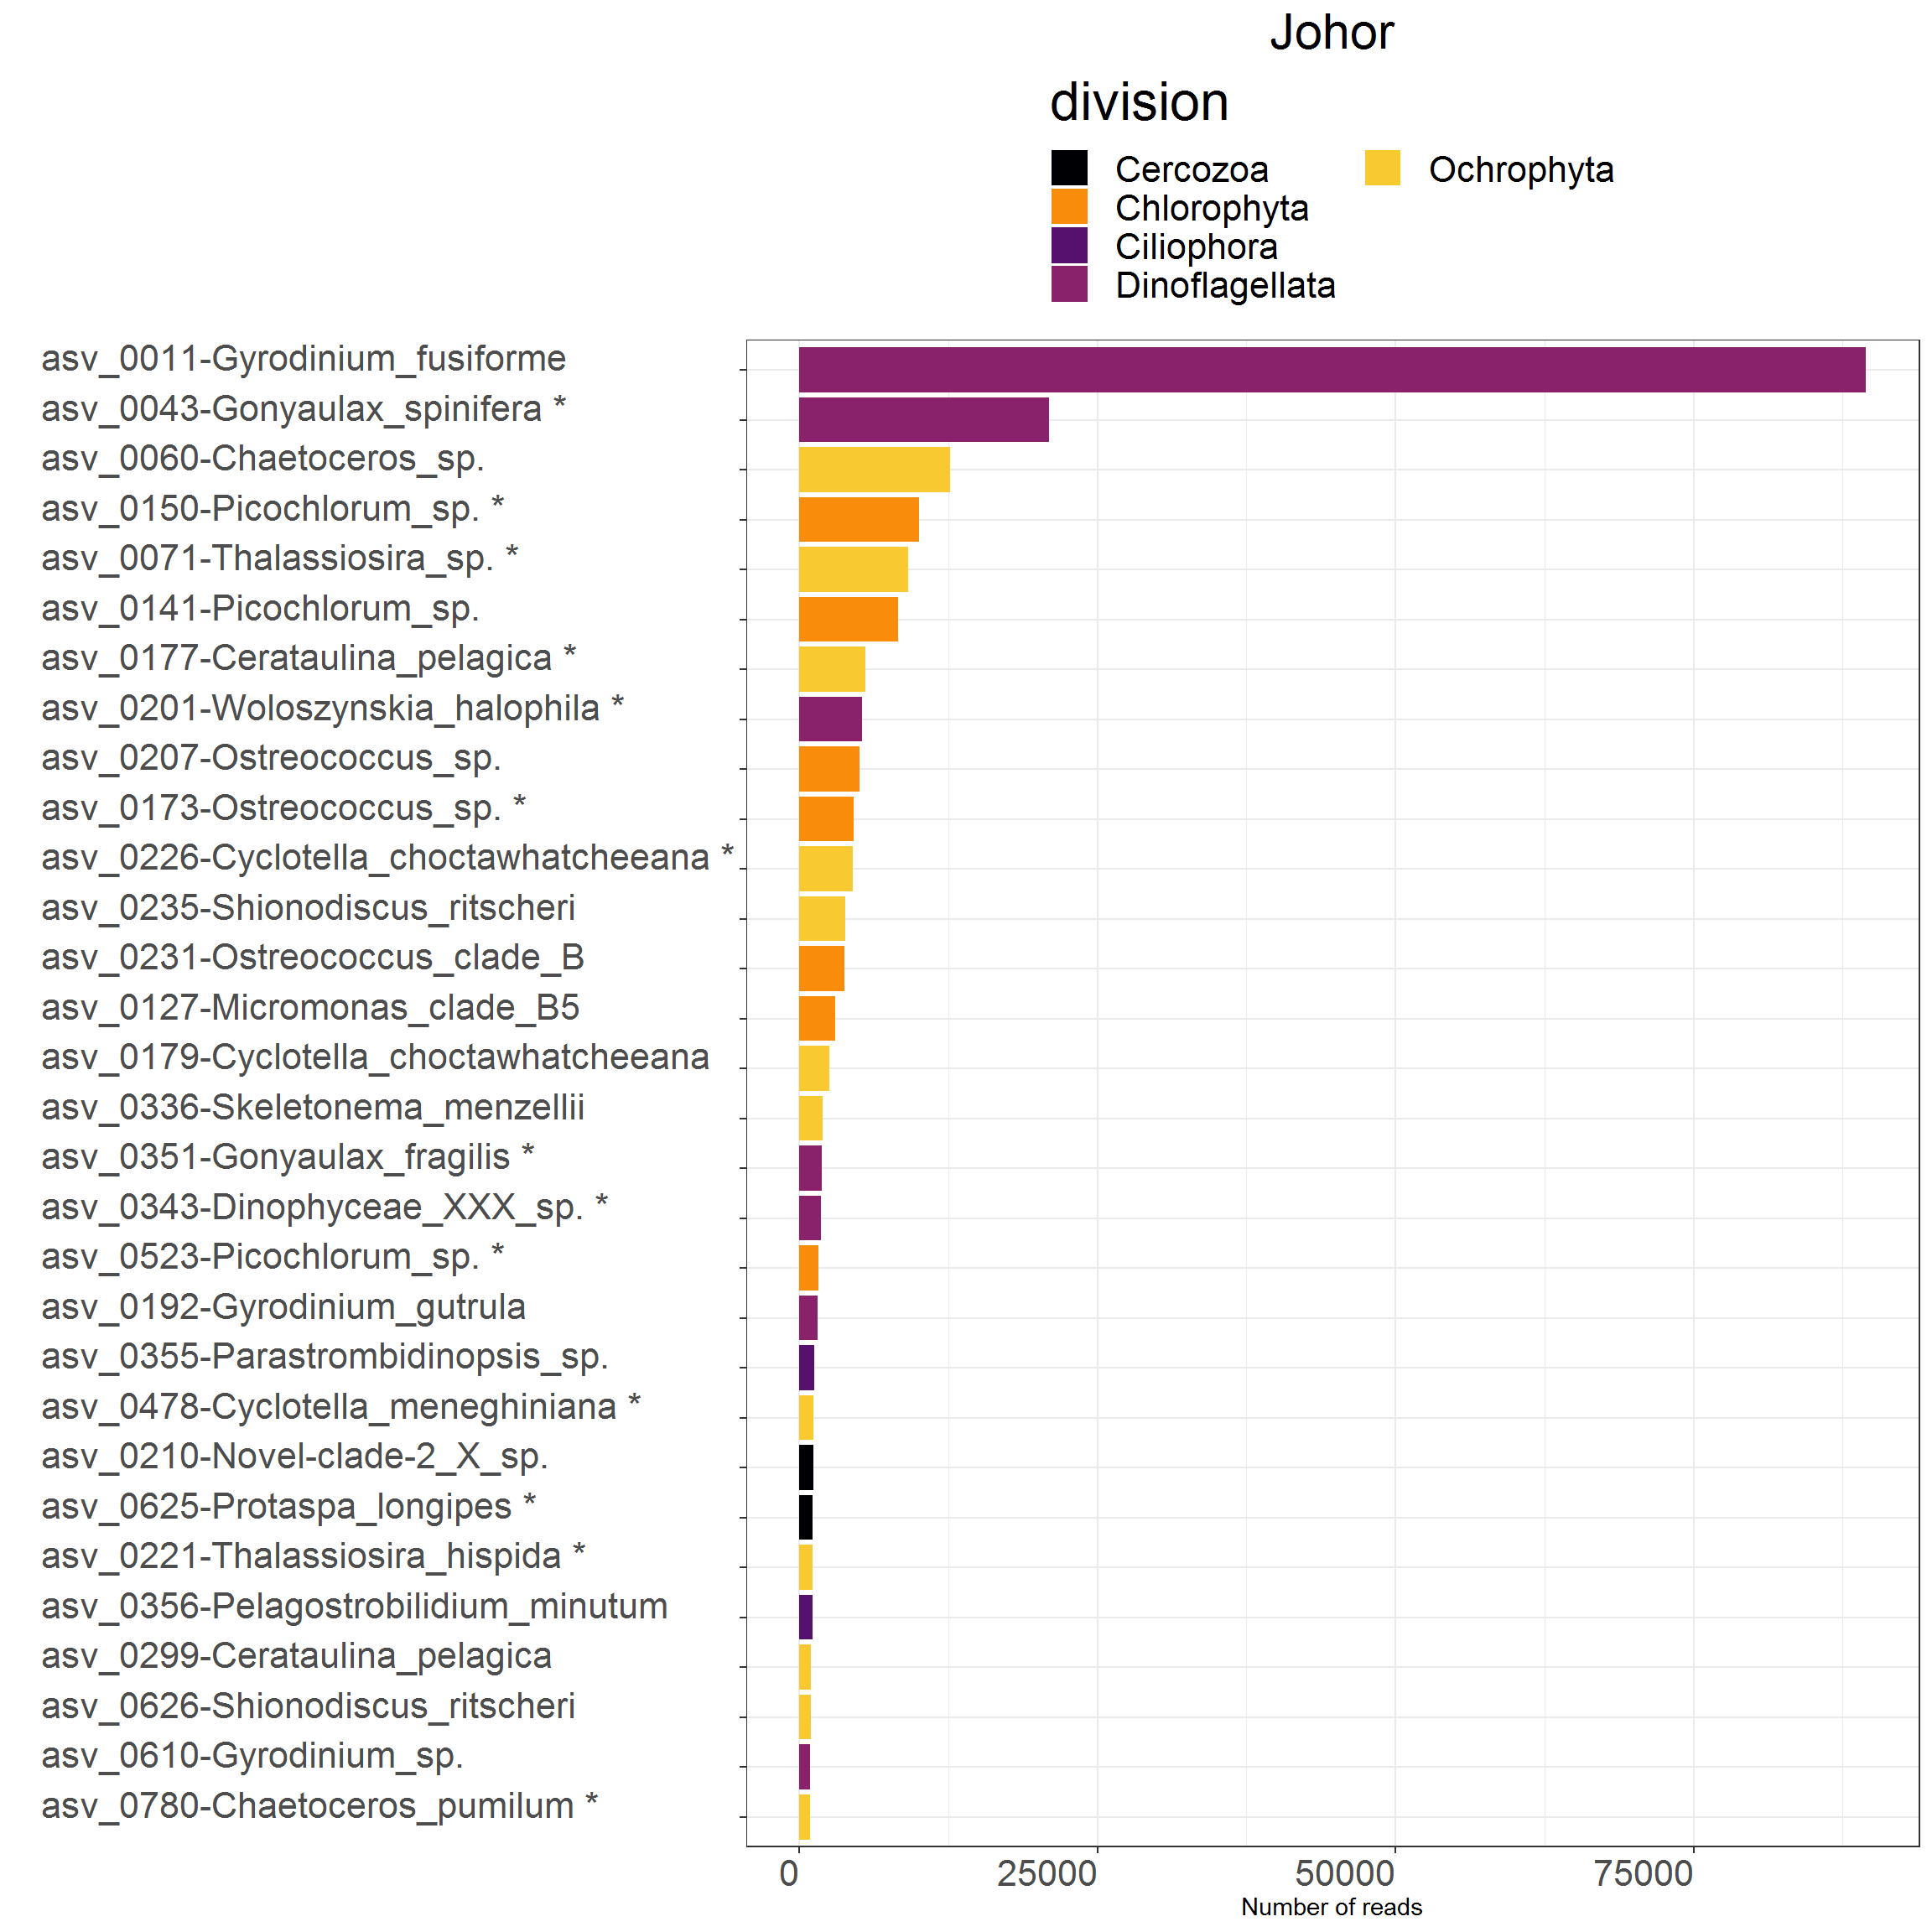 Johor
division
Cercozoa
Chlorophyta
Ciliophora
Dinoflagellata
Ochrophyta
asv_0011-Gyrodinium_fusiforme
asv_0043-Gonyaulax_spinifera *
asv_0060-Chaetoceros_sp.
asv_0150-Picochlorum_sp. *
asv_0071-Thalassiosira_sp. *
asv_0141-Picochlorum_sp.
asv_0177-Cerataulina_pelagica *
asv_0201-Woloszynskia_halophila *
asv_0207-Ostreococcus_sp.
asv_0173-Ostreococcus_sp. *
asv_0226-Cyclotella_choctawhatcheeana *
asv_0235-Shionodiscus_ritscheri
asv_0231-Ostreococcus_clade_B
asv_0127-Micromonas_clade_B5
asv_0179-Cyclotella_choctawhatcheeana
asv_0336-Skeletonema_menzellii
asv_0351-Gonyaulax_fragilis *
asv_0343-Dinophyceae_XXX_sp. *
asv_0523-Picochlorum_sp. *
asv_0192-Gyrodinium_gutrula
asv_0355-Parastrombidinopsis_sp.
asv_0478-Cyclotella_meneghiniana *
asv_0210-Novel-clade-2_X_sp.
asv_0625-Protaspa_longipes *
asv_0221-Thalassiosira_hispida *
asv_0356-Pelagostrobilidium_minutum
asv_0299-Cerataulina_pelagica
asv_0626-Shionodiscus_ritscheri
asv_0610-Gyrodinium_sp.
asv_0780-Chaetoceros_pumilum *
0 25000 50000 75000
Number of reads